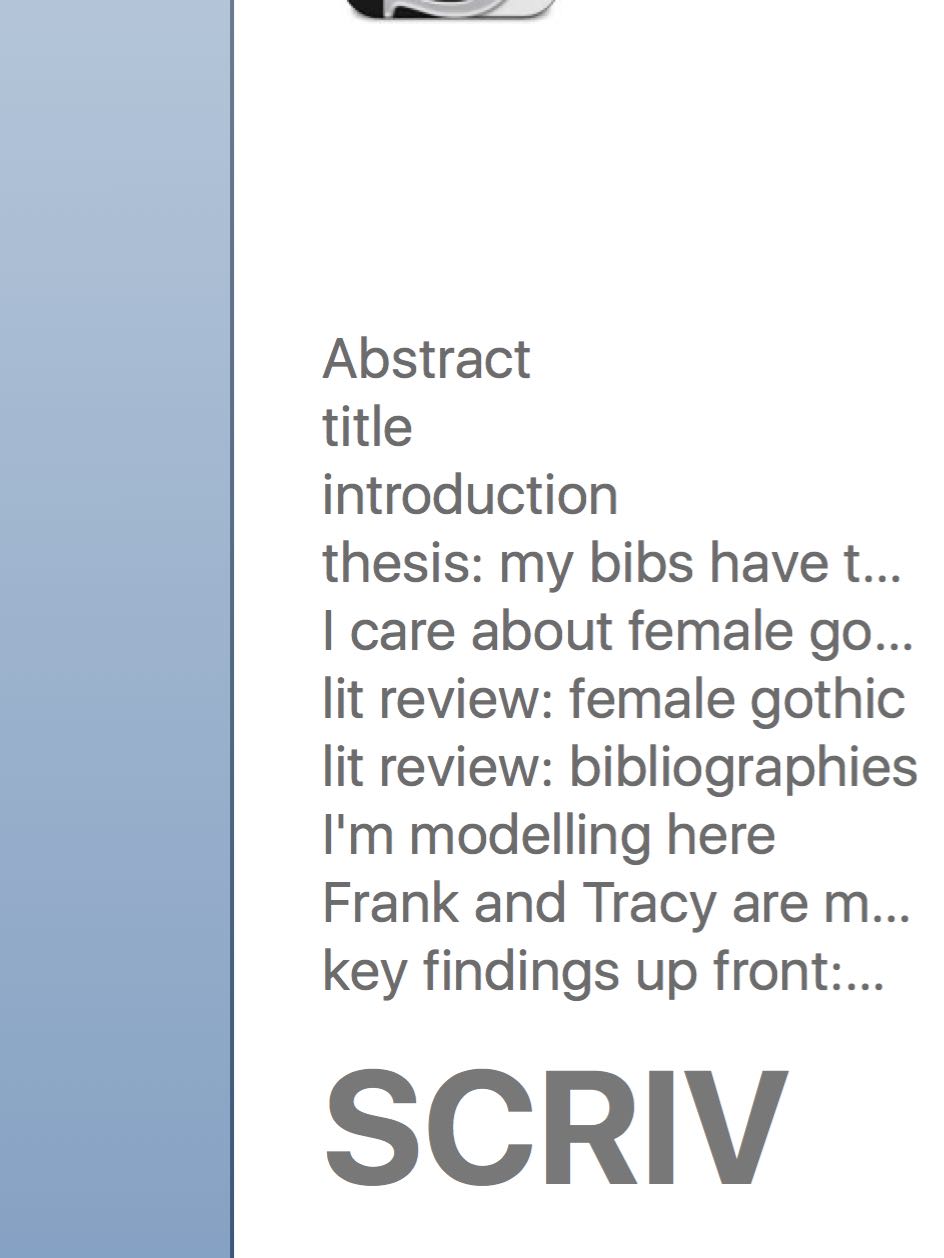 Abstract
title
introduction
thesis: my bibs have t...
I care about female go...
lit review: female gothic
lit review: bibliographies
I'm modelling here
Frank and Tracy are m...
key findings up front:...
SCRIV